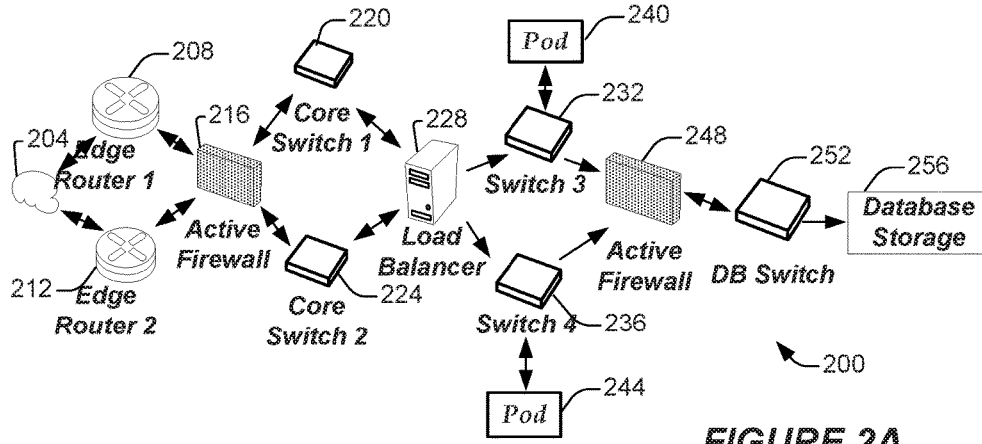 220
Core
Switch 1
208
Edge
Router 1
204
216
Active
Firewall
212
Edge
Router 2
224
Core
Switch 2
228
Load
Balancer
Pod
240
232
Switch 3
248
Active
Firewall
252
DB Switch
256
Database
Storage
Switch 4
236
Pod
244
200
FIGURE 2A